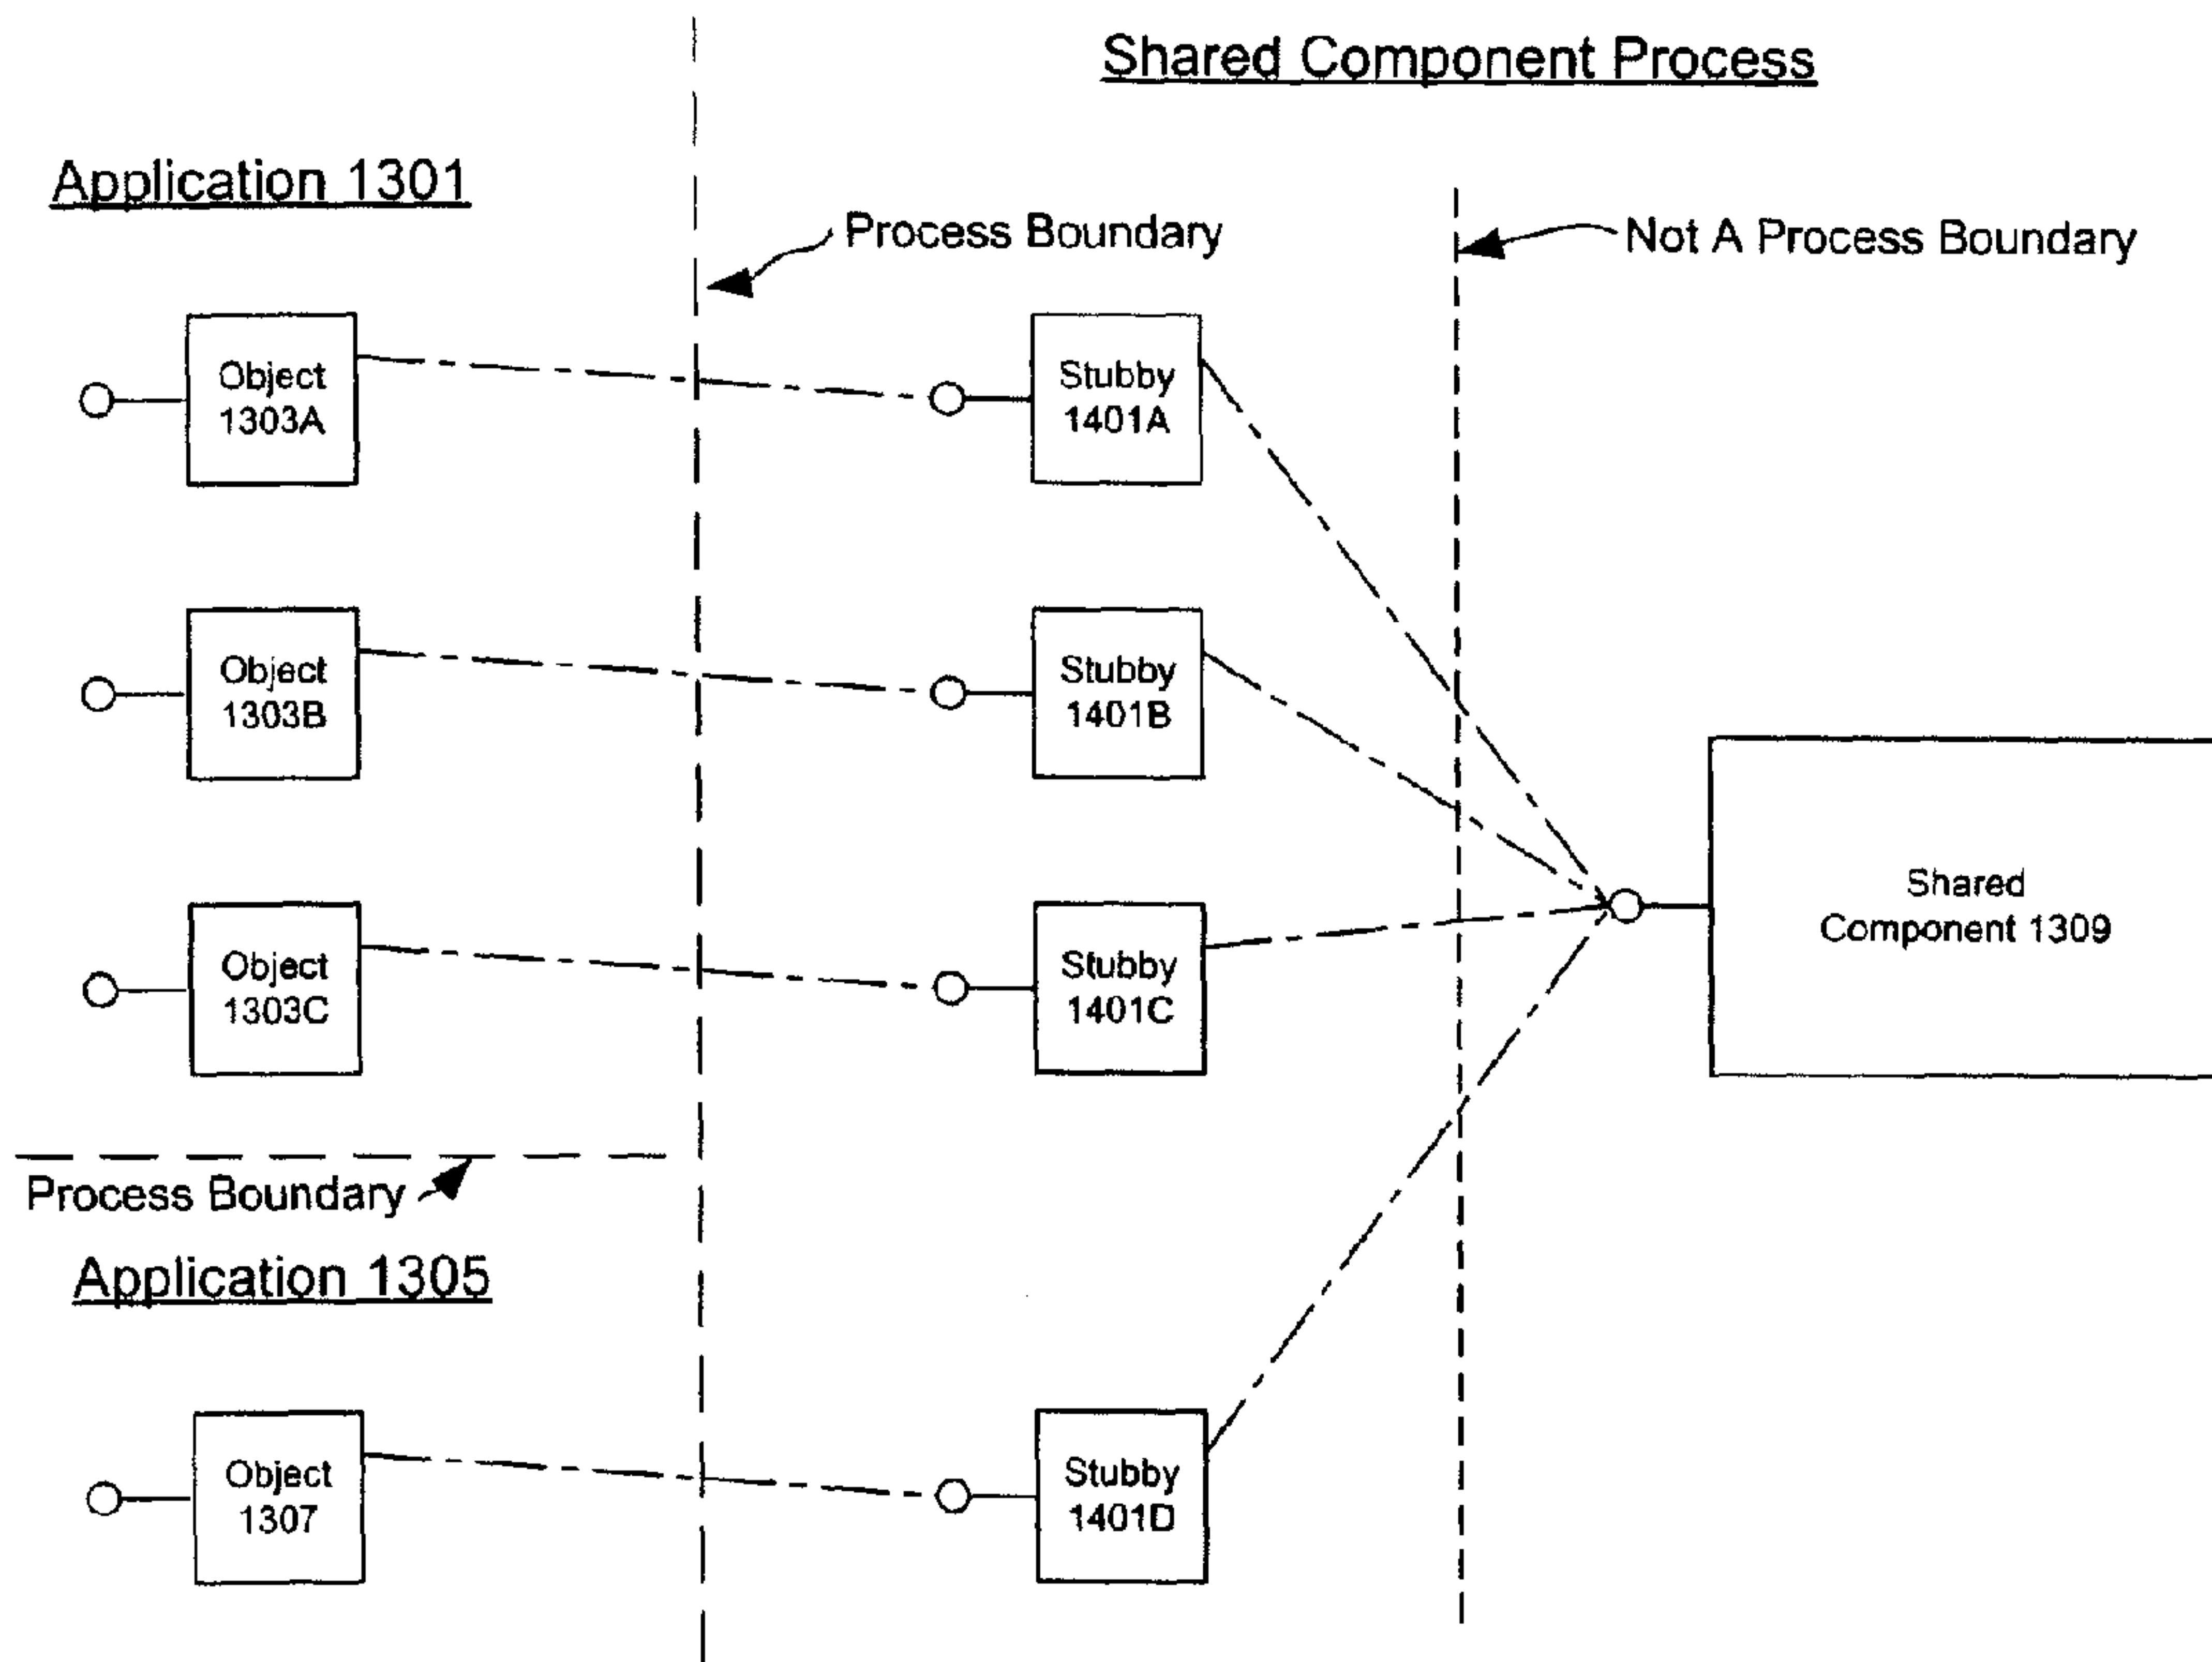 Shared Component Process
Application 1301
Process Boundary
Not A Process Boundary
Object
1303A
Stubby
1401A
Object
1303B
Stubby
1401B
Shared
Component 1309
Object
1303C
Stubby
1401C
Process Boundary
Application 1305
Object
1307
Stubby
1401D